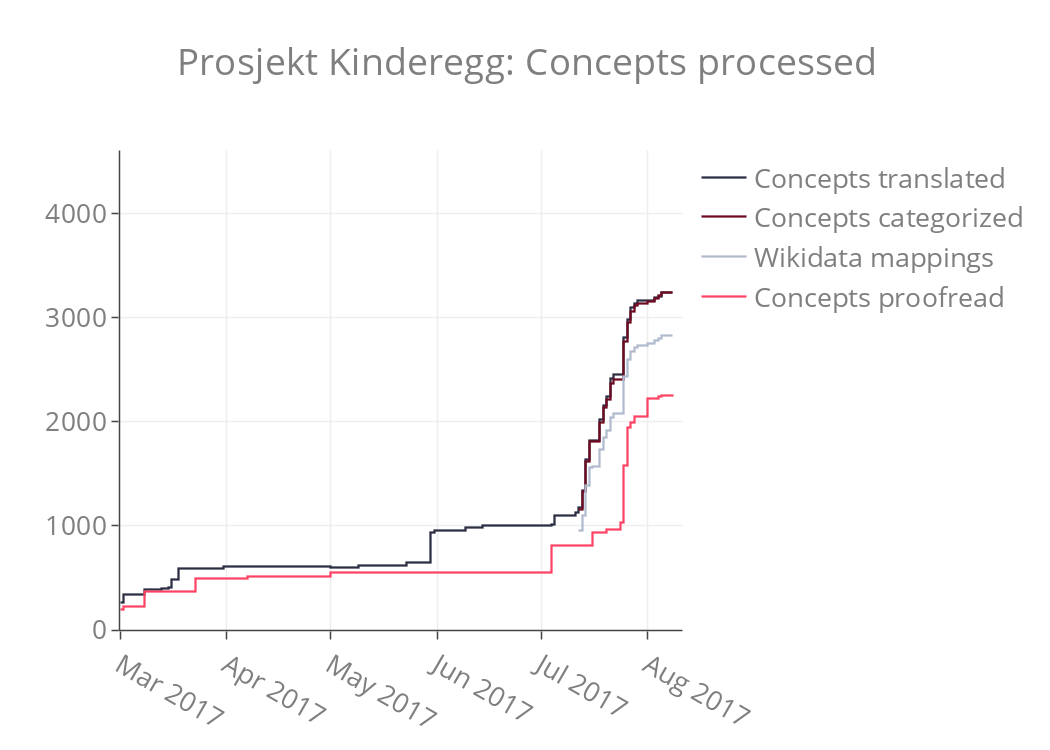 Prosjekt Kinderegg: Concepts processed
Concepts translated
Concepts categorized
Wikidata mappings
Concepts proofread
4000
3000
2000
1000
0
Mar 2017
Apr 2017
May 2017
Jun 2017
Jul 2017
Aug 2017